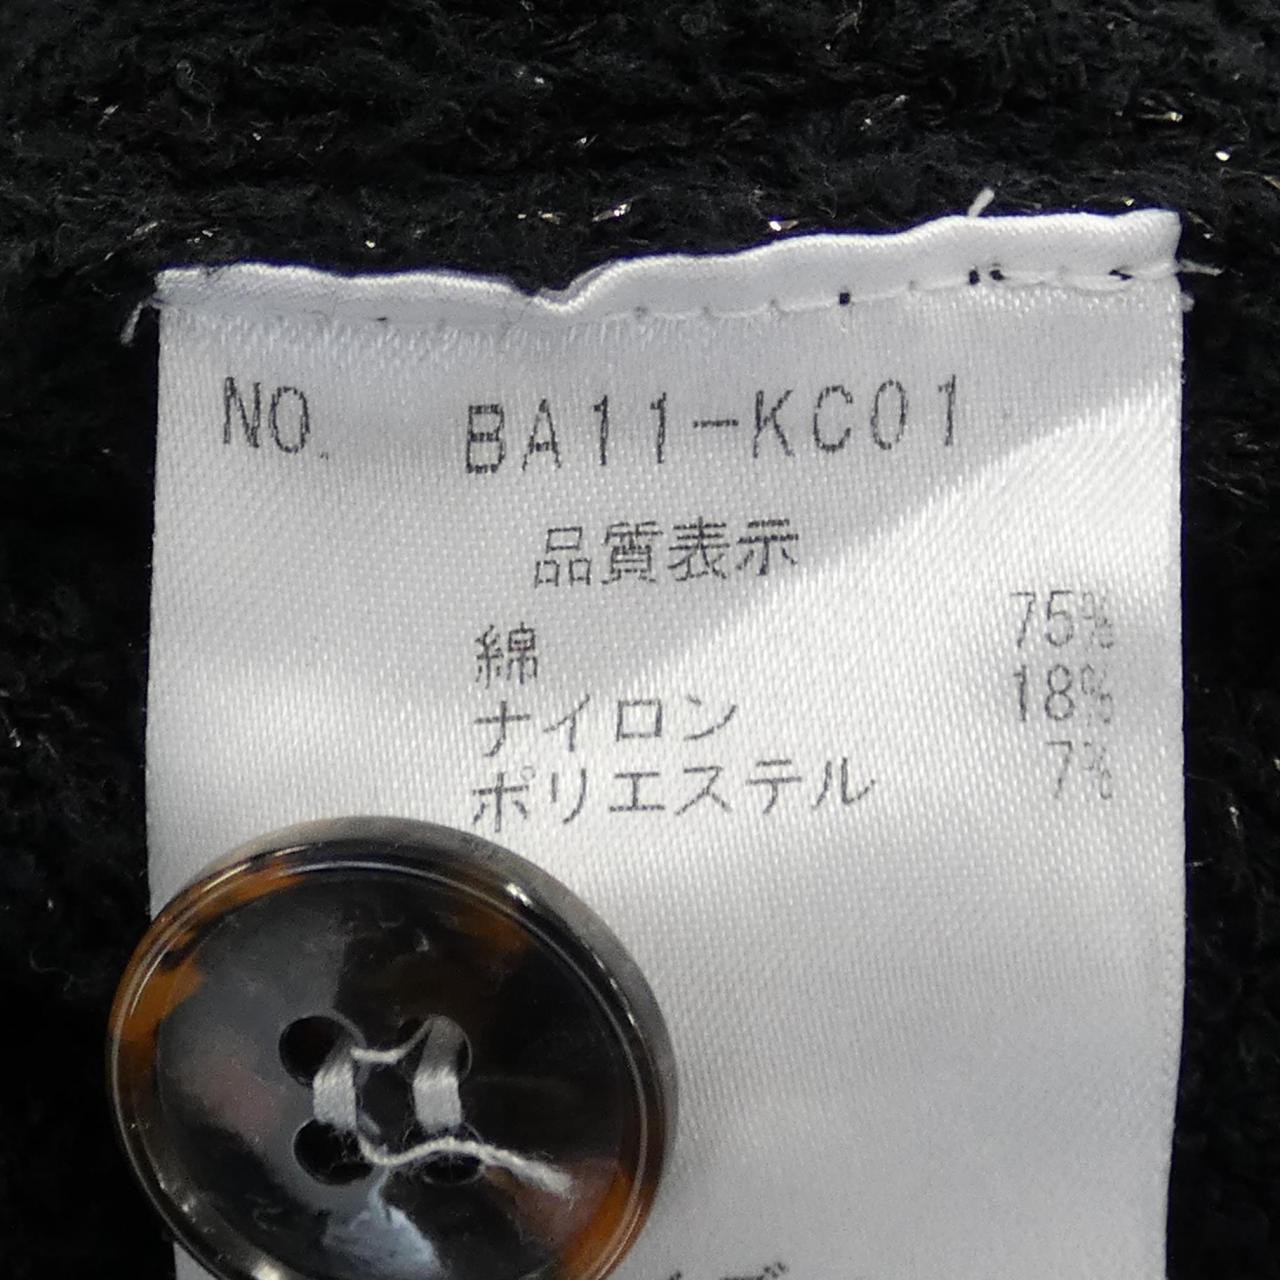 NO. BA11-KC01
品質表示
綿 75%
ナイロン 18%
ポリエステル 7%